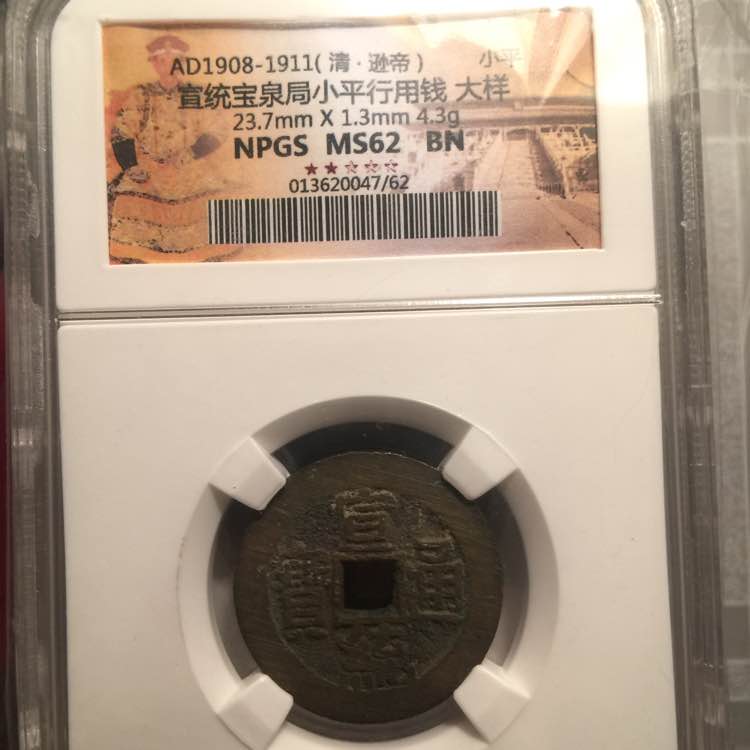 AD1908-1911(清·逊帝) 小平
宣统宝泉局小平行用钱 大样
23.7mm X 1.3mm 4.3g
NPGS MS62 BN
013620047/62
宣
寶 通
統